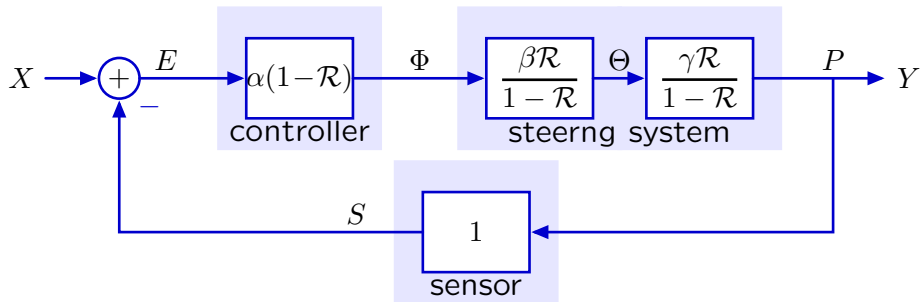 X + E α(1−ℛ) Φ βℛ / 1 − ℛ Θ γℛ / 1 − ℛ P Y
−
controller steerng system
S 1
sensor